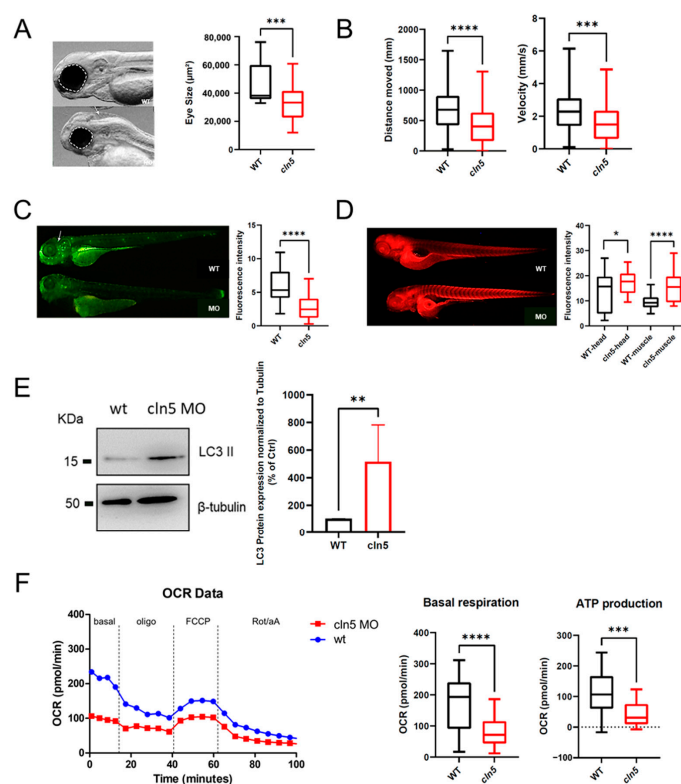 A
WT
Eye Size (µm²)
80,000
60,000
40,000
20,000
0
***
WT
cln5
B
Distance moved (mm)
2000
1500
1000
500
0
****
WT
cln5
Velocity (mm/s)
8
6
4
2
0
***
WT
cln5
C
WT
MO
Fluorescence intensity
15
10
5
0
****
WT
cln5
D
WT
MO
Fluorescence intensity
40
30
20
10
0
*
****
WT-head
cln5-head
WT-muscle
cln5-muscle
E
KDa
wt
cln5 MO
15
LC3 II
50
β-tubulin
LC3 Protein expression normalized to Tubulin
(% of Ctrl)
1000
800
600
400
200
0
**
WT
cln5
F
OCR Data
basal
oligo
FCCP
Rot/aA
OCR (pmol/min)
400
300
200
100
0
0
20
40
60
80
100
Time (minutes)
cln5 MO
wt
Basal respiration
OCR (pmol/min)
400
300
200
100
0
****
WT
cln5
ATP production
OCR (pmol/min)
300
200
100
0
−100
***
WT
cln5